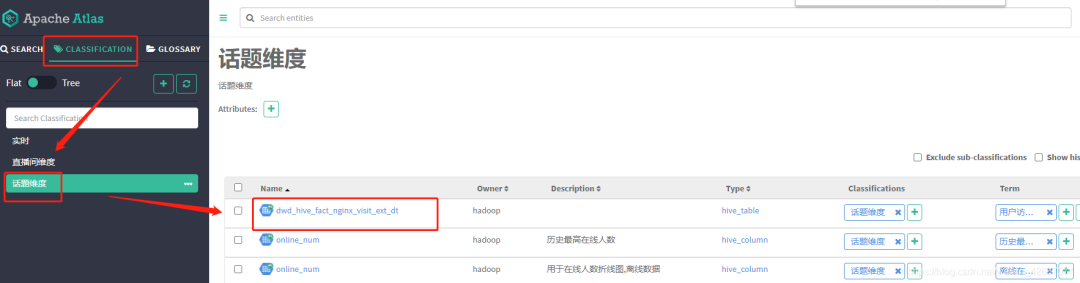 Apache Atlas
Search entities
SEARCH CLASSIFICATION GLOSSARY
Flat Tree
Search Classification
实时
直播间维度
话题维度
话题维度
话题维度
Attributes:
Exclude sub-classifications Show his
Name Owner Description Type Classifications Term
dwd_hive_fact_nginx_visit_ext_dt hadoop hive_table 话题维度 用户访...
online_num hadoop 历史最高在线人数 hive_column 话题维度 历史最...
online_num hadoop 用于在线人数折线图,离线数据 hive_column 话题维度 离线在...